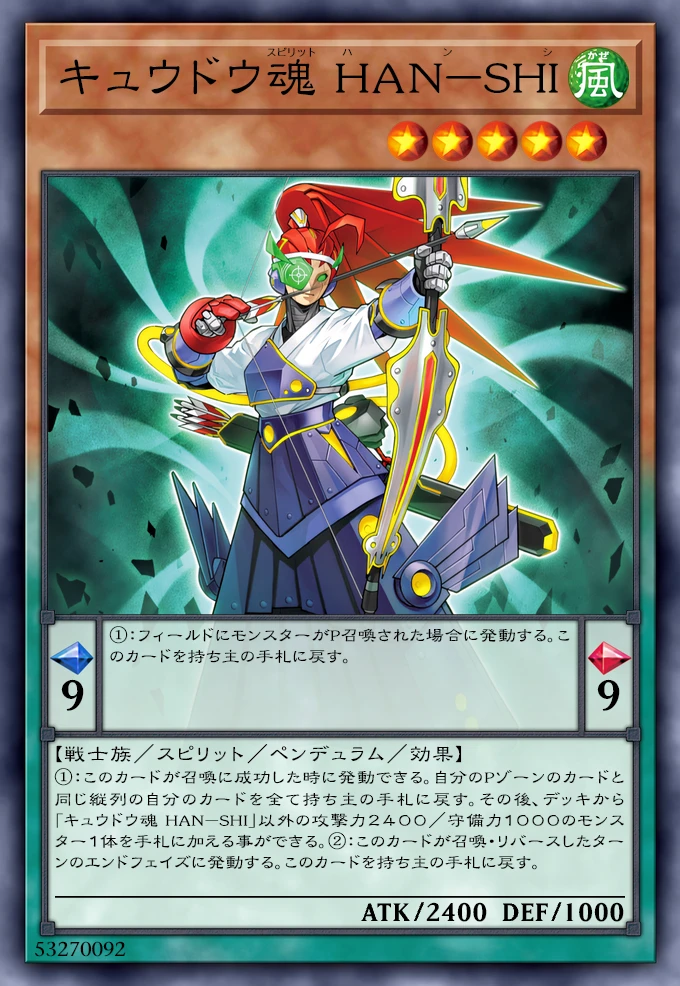 スピリット ハ ン シ
キュウドウ魂 HAN－SHI
かぜ
風
①:フィールドにモンスターがP召喚された場合に発動する。こ
のカードを持ち主の手札に戻す。
9
9
【戦士族／スピリット／ペンデュラム／効果】
①:このカードが召喚に成功した時に発動できる。自分のPゾーンのカードと
同じ縦列の自分のカードを全て持ち主の手札に戻す。その後、デッキから
「キュウドウ魂 HAN－SHI」以外の攻撃力２４００／守備力１０００のモンス
ター１体を手札に加える事ができる。②:このカードが召喚・リバースしたター
ンのエンドフェイズに発動する。このカードを持ち主の手札に戻す。
ATK/2400 DEF/1000
53270092